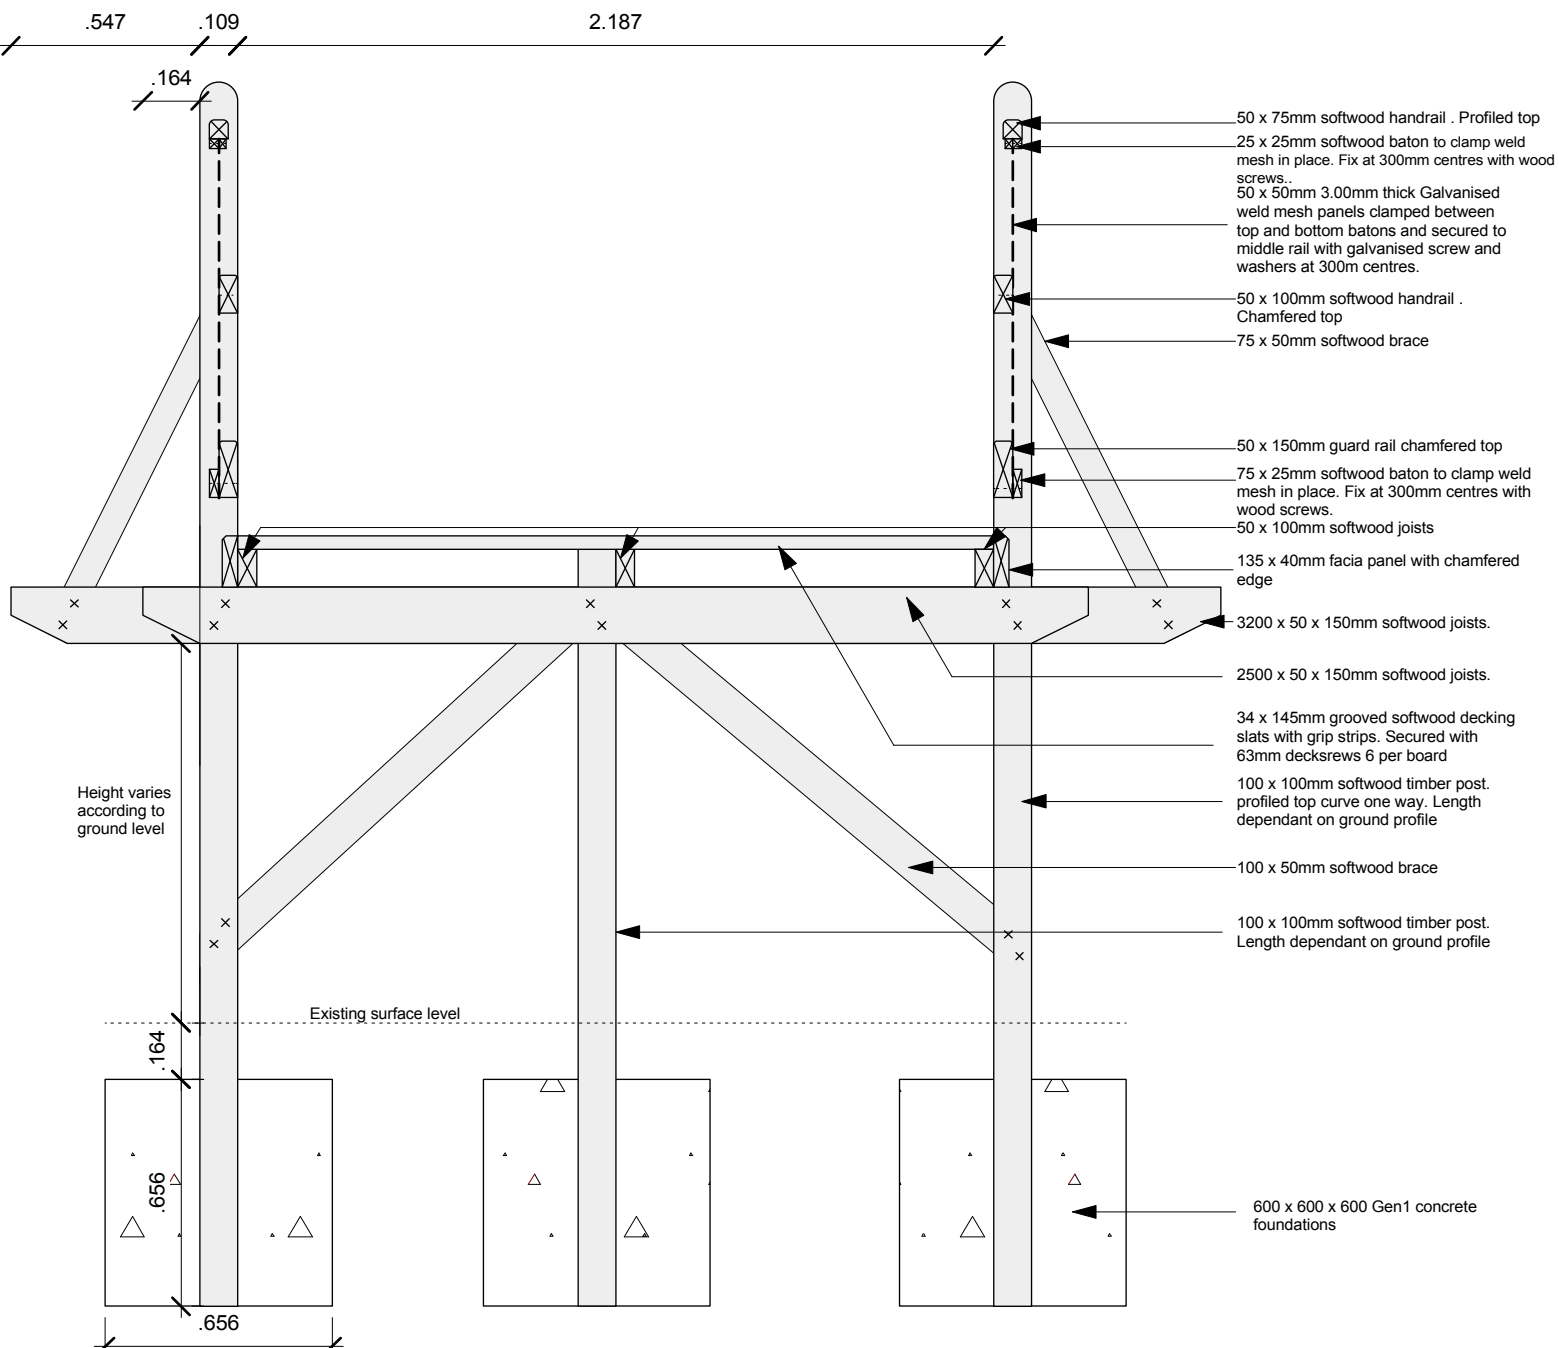 .547
.109
2.187
.164
50 x 75mm softwood handrail . Profiled top
25 x 25mm softwood baton to clamp weld
mesh in place. Fix at 300mm centres with wood
screws..
50 x 50mm 3.00mm thick Galvanised
weld mesh panels clamped between
top and bottom batons and secured to
middle rail with galvanised screw and
washers at 300m centres.
50 x 100mm softwood handrail .
Chamfered top
75 x 50mm softwood brace
50 x 150mm guard rail chamfered top
75 x 25mm softwood baton to clamp weld
mesh in place. Fix at 300mm centres with
wood screws.
50 x 100mm softwood joists
135 x 40mm facia panel with chamfered
edge
3200 x 50 x 150mm softwood joists.
2500 x 50 x 150mm softwood joists.
34 x 145mm grooved softwood decking
slats with grip strips. Secured with
63mm decksrews 6 per board
100 x 100mm softwood timber post.
profiled top curve one way. Length
dependant on ground profile
100 x 50mm softwood brace
100 x 100mm softwood timber post.
Length dependant on ground profile
Height varies
according to
ground level
Existing surface level
.164
.656
.656
600 x 600 x 600 Gen1 concrete
foundations